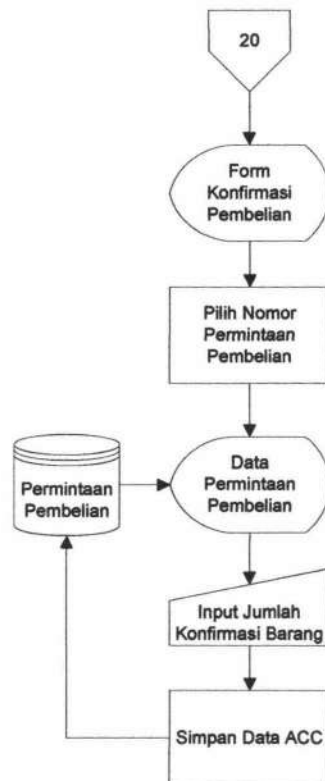 20
Form
Konfirmasi
Pembelian
Pilih Nomor
Permintaan
Pembelian
Permintaan
Pembelian
Data
Permintaan
Pembelian
Input Jumlah
Konfirmasi Barang
Simpan Data ACC